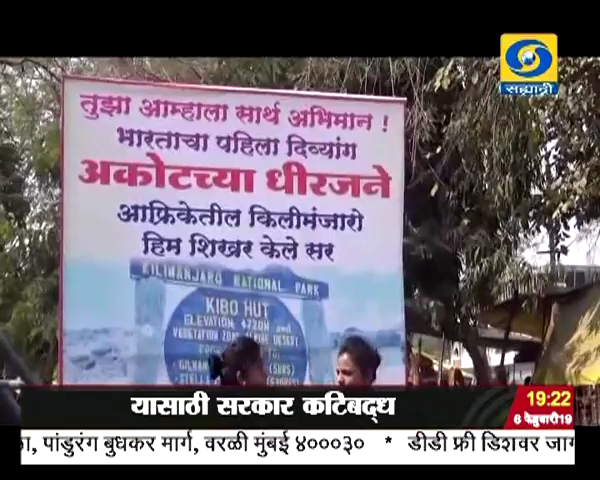 सह्याद्री
तुझा आम्हाला सार्थ अभिमान !
भारताचा पहिला दिव्यांग
अकोटच्या धीरजने
आफ्रिकेतील किलीमंजारो
हिम शिखर केले सर
KILIMANJARO NATIONAL PARK
KIBO HUT
ELEVATION 4720M
VEGETATION ZONE ALPINE DESERT
यासाठी सरकार कटिबद्ध
19:22
6 फेब्रुवारी 19
पांडुरंग बुधकर मार्ग, वरळी मुंबई ४०००३० * डीडी फ्री डिशवर